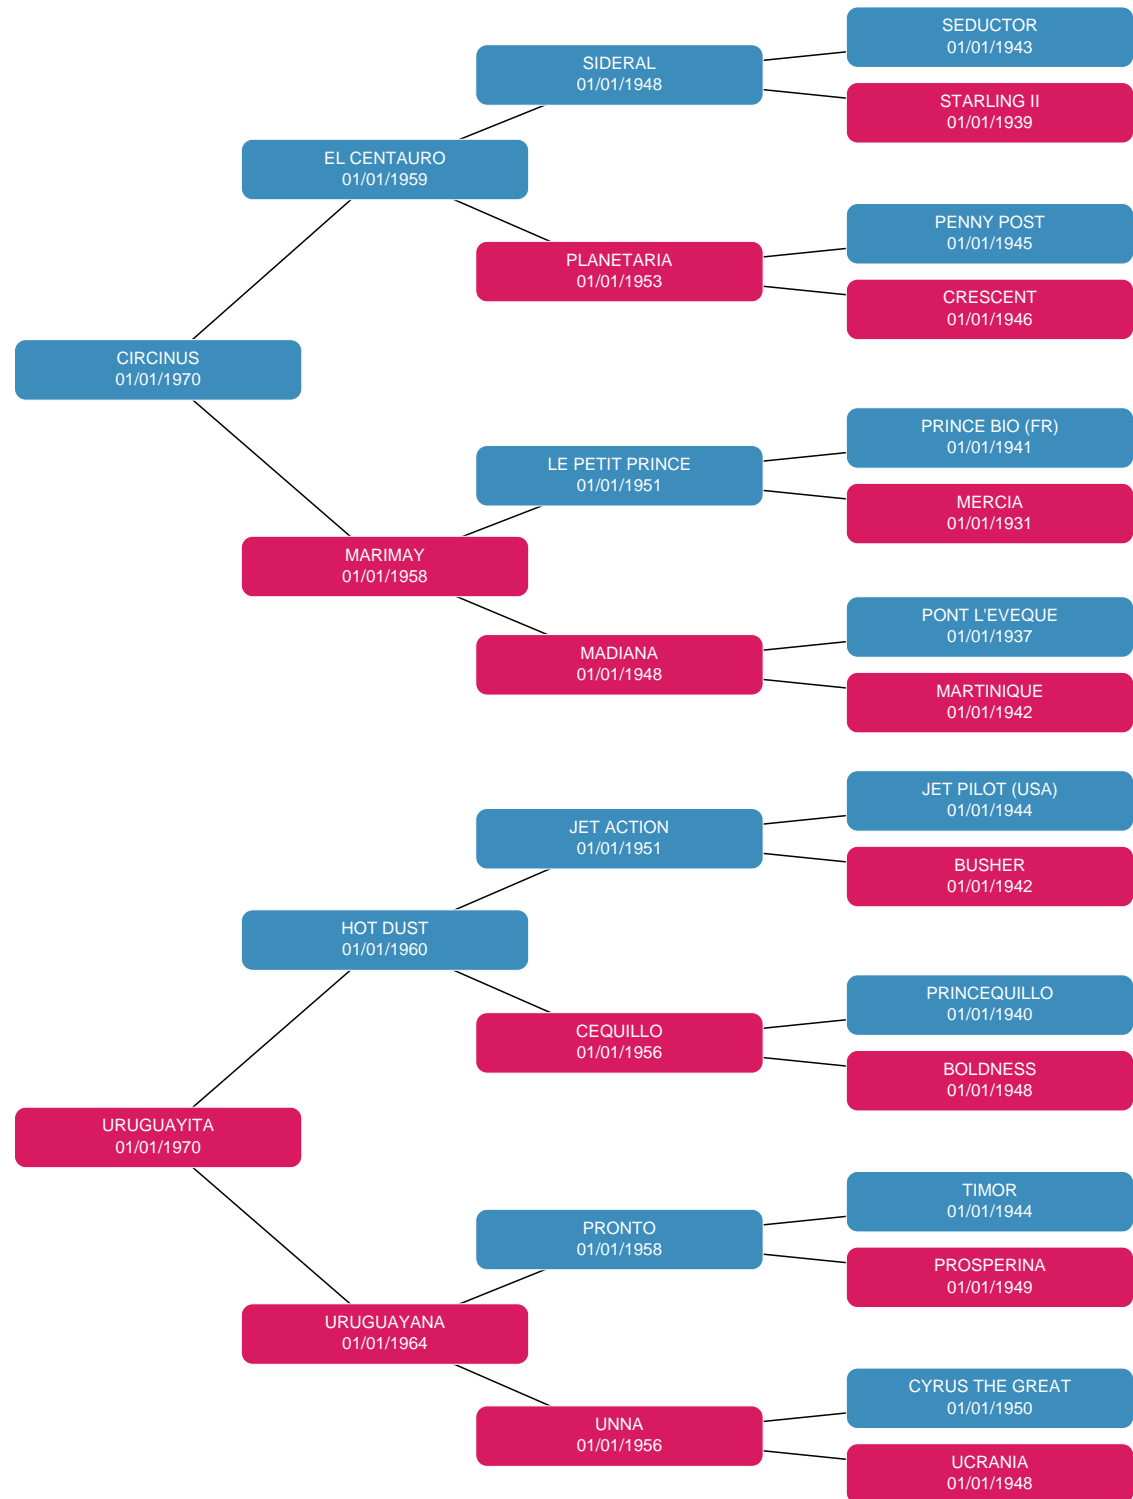 SEDUCTOR
01/01/1943
SIDERAL
01/01/1948
STARLING II
01/01/1939
EL CENTAURO
01/01/1959
PENNY POST
01/01/1945
PLANETARIA
01/01/1953
CRESCENT
01/01/1946
CIRCINUS
01/01/1970
PRINCE BIO (FR)
01/01/1941
LE PETIT PRINCE
01/01/1951
MERCIA
01/01/1931
MARIMAY
01/01/1958
PONT L'EVEQUE
01/01/1937
MADIANA
01/01/1948
MARTINIQUE
01/01/1942
JET PILOT (USA)
01/01/1944
JET ACTION
01/01/1951
BUSHER
01/01/1942
HOT DUST
01/01/1960
PRINCEQUILLO
01/01/1940
CEQUILLO
01/01/1956
BOLDNESS
01/01/1948
URUGUAYITA
01/01/1970
TIMOR
01/01/1944
PRONTO
01/01/1958
PROSPERINA
01/01/1949
URUGUAYANA
01/01/1964
CYRUS THE GREAT
01/01/1950
UNNA
01/01/1956
UCRANIA
01/01/1948